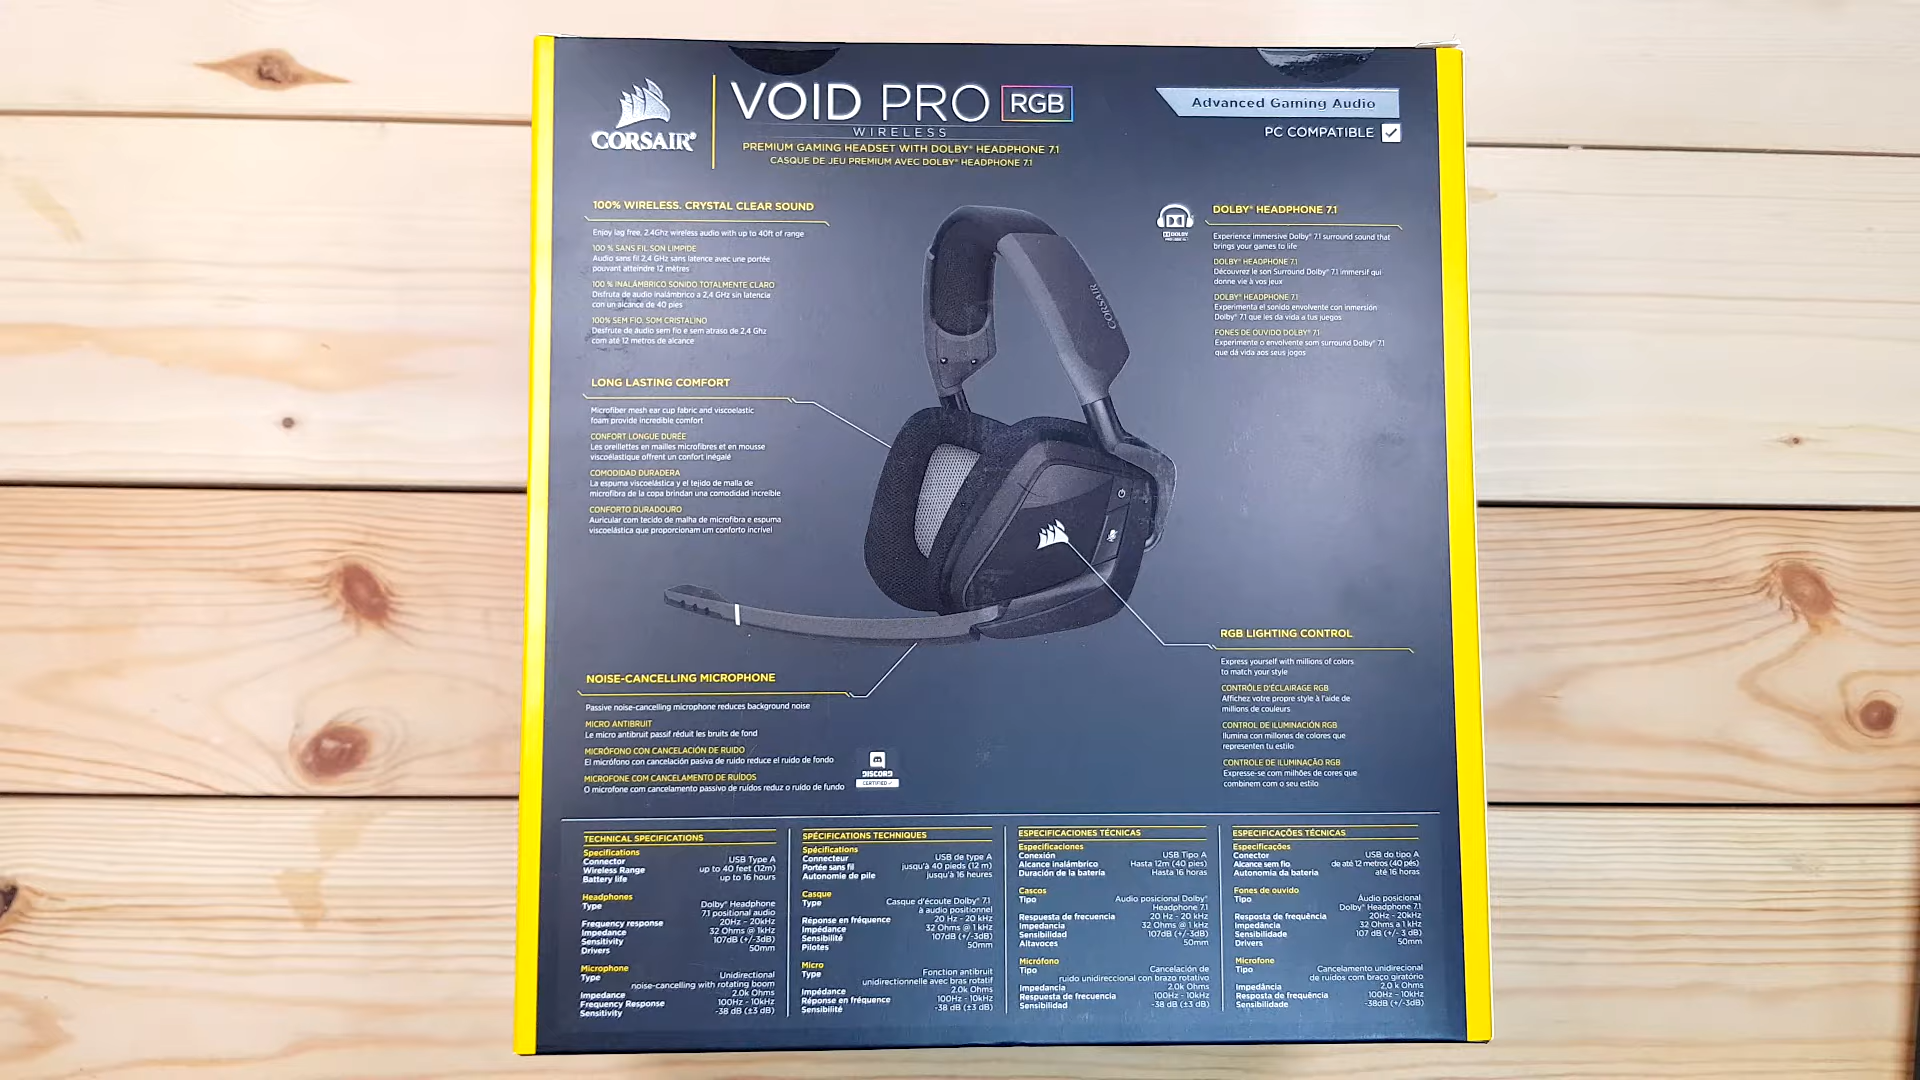 CORSAIR
VOID PRO RGB
WIRELESS
PREMIUM GAMING HEADSET WITH DOLBY® HEADPHONE 7.1
CASQUE DE JEU PREMIUM AVEC DOLBY® HEADPHONE 7.1
Advanced Gaming Audio
PC COMPATIBLE
100% WIRELESS. CRYSTAL CLEAR SOUND
Enjoy lag free, 2.4Ghz wireless audio with up to 40ft of range
100 % SANS FIL SON LIMPIDE
Audio sans fil 2,4 GHz sans latence avec une portée
pouvant atteindre 12 mètres
100 % INALÁMBRICO SONIDO TOTALMENTE CLARO
Disfruta de audio inalámbrico a 2,4 GHz sin latencia
con un alcance de 40 pies
100% SEM FIO, SOM CRISTALINO
Desfrute de áudio sem fio e sem atraso de 2,4 Ghz
com até 12 metros de alcance
DOLBY
DOLBY® HEADPHONE 7.1
Experience immersive Dolby® 7.1 surround sound that
brings your games to life
DOLBY® HEADPHONE 7.1
Découvrez le son Surround Dolby® 7.1 immersif qui
donne vie à vos jeux
DOLBY® HEADPHONE 7.1
Experimenta el sonido envolvente con inmersión
Dolby® 7.1 que les da vida a tus juegos
FONES DE OUVIDO DOLBY® 7.1
Experimente o envolvente som surround Dolby® 7.1
que dá vida aos seus jogos
CORSAIR
LONG LASTING COMFORT
Microfiber mesh ear cup fabric and viscoelastic
foam provide incredible comfort
CONFORT LONGUE DURÉE
Les oreillettes en mailles microfibres et en mousse
viscoélastique offrent un confort inégalé
COMODIDAD DURADERA
La espuma viscoelástica y el tejido de malla de
microfibra de la copa brindan una comodidad increíble
CONFORTO DURADOURO
Auricular com tecido de malha de microfibra e espuma
viscoelástica que proporcionam um conforto incrível
NOISE-CANCELLING MICROPHONE
Passive noise-cancelling microphone reduces background noise
MICRO ANTIBRUIT
Le micro antibruit passif réduit les bruits de fond
MICRÓFONO CON CANCELACIÓN DE RUIDO
El micrófono con cancelación pasiva de ruido reduce el ruido de fondo
MICROFONE COM CANCELAMENTO DE RUÍDOS
O microfone com cancelamento passivo de ruídos reduz o ruído de fundo
DISCORD
CERTIFIED
RGB LIGHTING CONTROL
Express yourself with millions of colors
to match your style
CONTRÔLE D'ÉCLAIRAGE RGB
Affichez votre propre style à l'aide de
millions de couleurs
CONTROL DE ILUMINACIÓN RGB
Ilumina con millones de colores que
representen tu estilo
CONTROLE DE ILUMINAÇÃO RGB
Expresse-se com milhões de cores que
combinem com o seu estilo
TECHNICAL SPECIFICATIONS
Specifications
Connector USB Type A
Wireless Range up to 40 feet (12m)
Battery life up to 16 hours
Headphones
Type Dolby® Headphone
7.1 positional audio
Frequency response 20Hz - 20kHz
Impedance 32 Ohms @ 1kHz
Sensitivity 107dB (+/-3dB)
Drivers 50mm
Microphone
Type Unidirectional
noise-cancelling with rotating boom
Impedance 2.0k Ohms
Frequency Response 100Hz - 10kHz
Sensitivity -38 dB (±3 dB)
SPÉCIFICATIONS TECHNIQUES
Spécifications
Connecteur USB de type A
Portée sans fil jusqu'à 40 pieds (12 m)
Autonomie de pile jusqu'à 16 heures
Casque
Type Casque d'écoute Dolby® 7.1
à audio positionnel
Réponse en fréquence 20 Hz - 20 kHz
Impédance 32 Ohms @ 1 kHz
Sensibilité 107dB (+/-3dB)
Pilotes 50mm
Micro
Type Fonction antibruit
unidirectionnelle avec bras rotatif
Impédance 2.0k Ohms
Réponse en fréquence 100Hz - 10kHz
Sensibilité -38 dB (±3 dB)
ESPECIFICACIONES TÉCNICAS
Especificaciones
Conexión USB Tipo A
Alcance inalámbrico Hasta 12m (40 pies)
Duración de la batería Hasta 16 horas
Cascos
Tipo Audio posicional Dolby®
Headphone 7.1
Respuesta de frecuencia 20 Hz - 20 kHz
Impedancia 32 Ohms @ 1 kHz
Sensibilidad 107dB (+/-3dB)
Altavoces 50mm
Micrófono
Tipo Cancelación de
ruido unidireccional con brazo rotativo
Impedancia 2.0k Ohms
Respuesta de frecuencia 100Hz - 10kHz
Sensibilidad -38 dB (±3 dB)
ESPECIFICAÇÕES TÉCNICAS
Especificações
Conector USB do tipo A
Alcance sem fio de até 12 metros (40 pés)
Autonomia da bateria até 16 horas
Fones de ouvido
Tipo Áudio posicional
Dolby® Headphone 7.1
Resposta de frequência 20Hz - 20kHz
Impedância 32 Ohms a 1 kHz
Sensibilidade 107 dB (+/- 3 dB)
Drivers 50mm
Microfone
Tipo Cancelamento unidirecional
de ruídos com braço giratório
Impedância 2.0 k Ohms
Resposta de frequência 100Hz - 10kHz
Sensibilidade -38dB (+/-3dB)